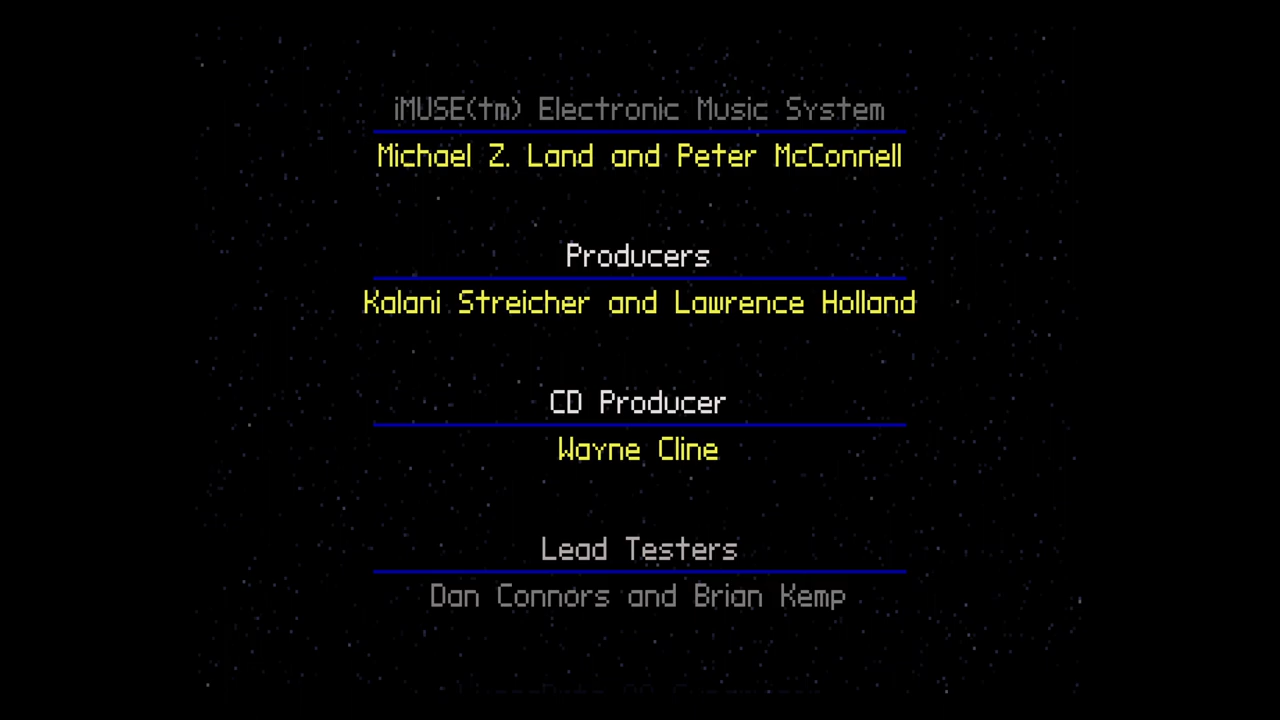 iMUSE(tm) Electronic Music System
Michael Z. Land and Peter McConnell
Producers
Kalani Streicher and Lawrence Holland
CD Producer
Wayne Cline
Lead Testers
Dan Connors and Brian Kemp